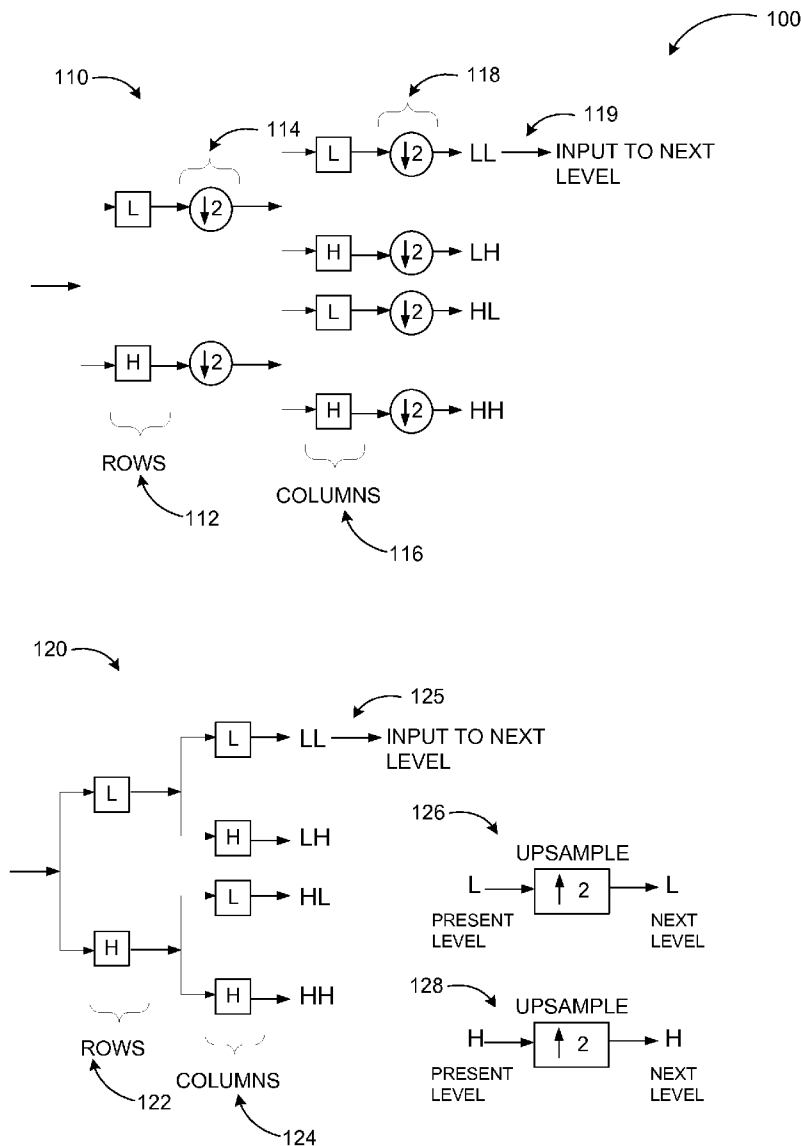 100
110
118
114
119
L ↓2 LL INPUT TO NEXT
LEVEL
L ↓2
H ↓2 LH
L ↓2 HL
H ↓2
H ↓2 HH
ROWS
COLUMNS
112
116
120
125
L LL INPUT TO NEXT
LEVEL
L
H LH
126
UPSAMPLE
L HL
L ↑ 2 L
PRESENT
LEVEL
NEXT
LEVEL
H
H HH
128
UPSAMPLE
H ↑ 2 H
ROWS
COLUMNS
PRESENT
LEVEL
NEXT
LEVEL
122
124